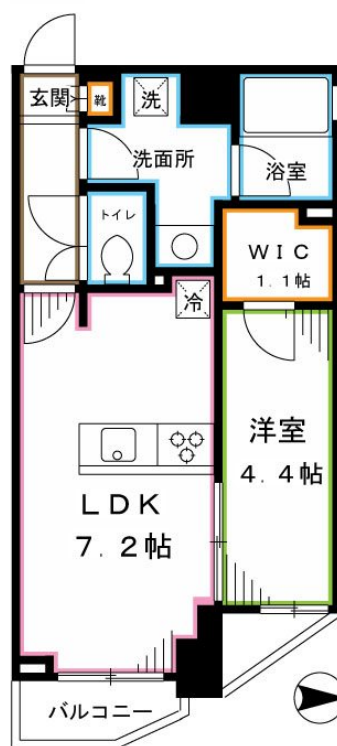 玄関
靴
洗
洗面所
浴室
トイレ
WIC
1.1帖
冷
洋室
4.4帖
LDK
7.2帖
バルコニー